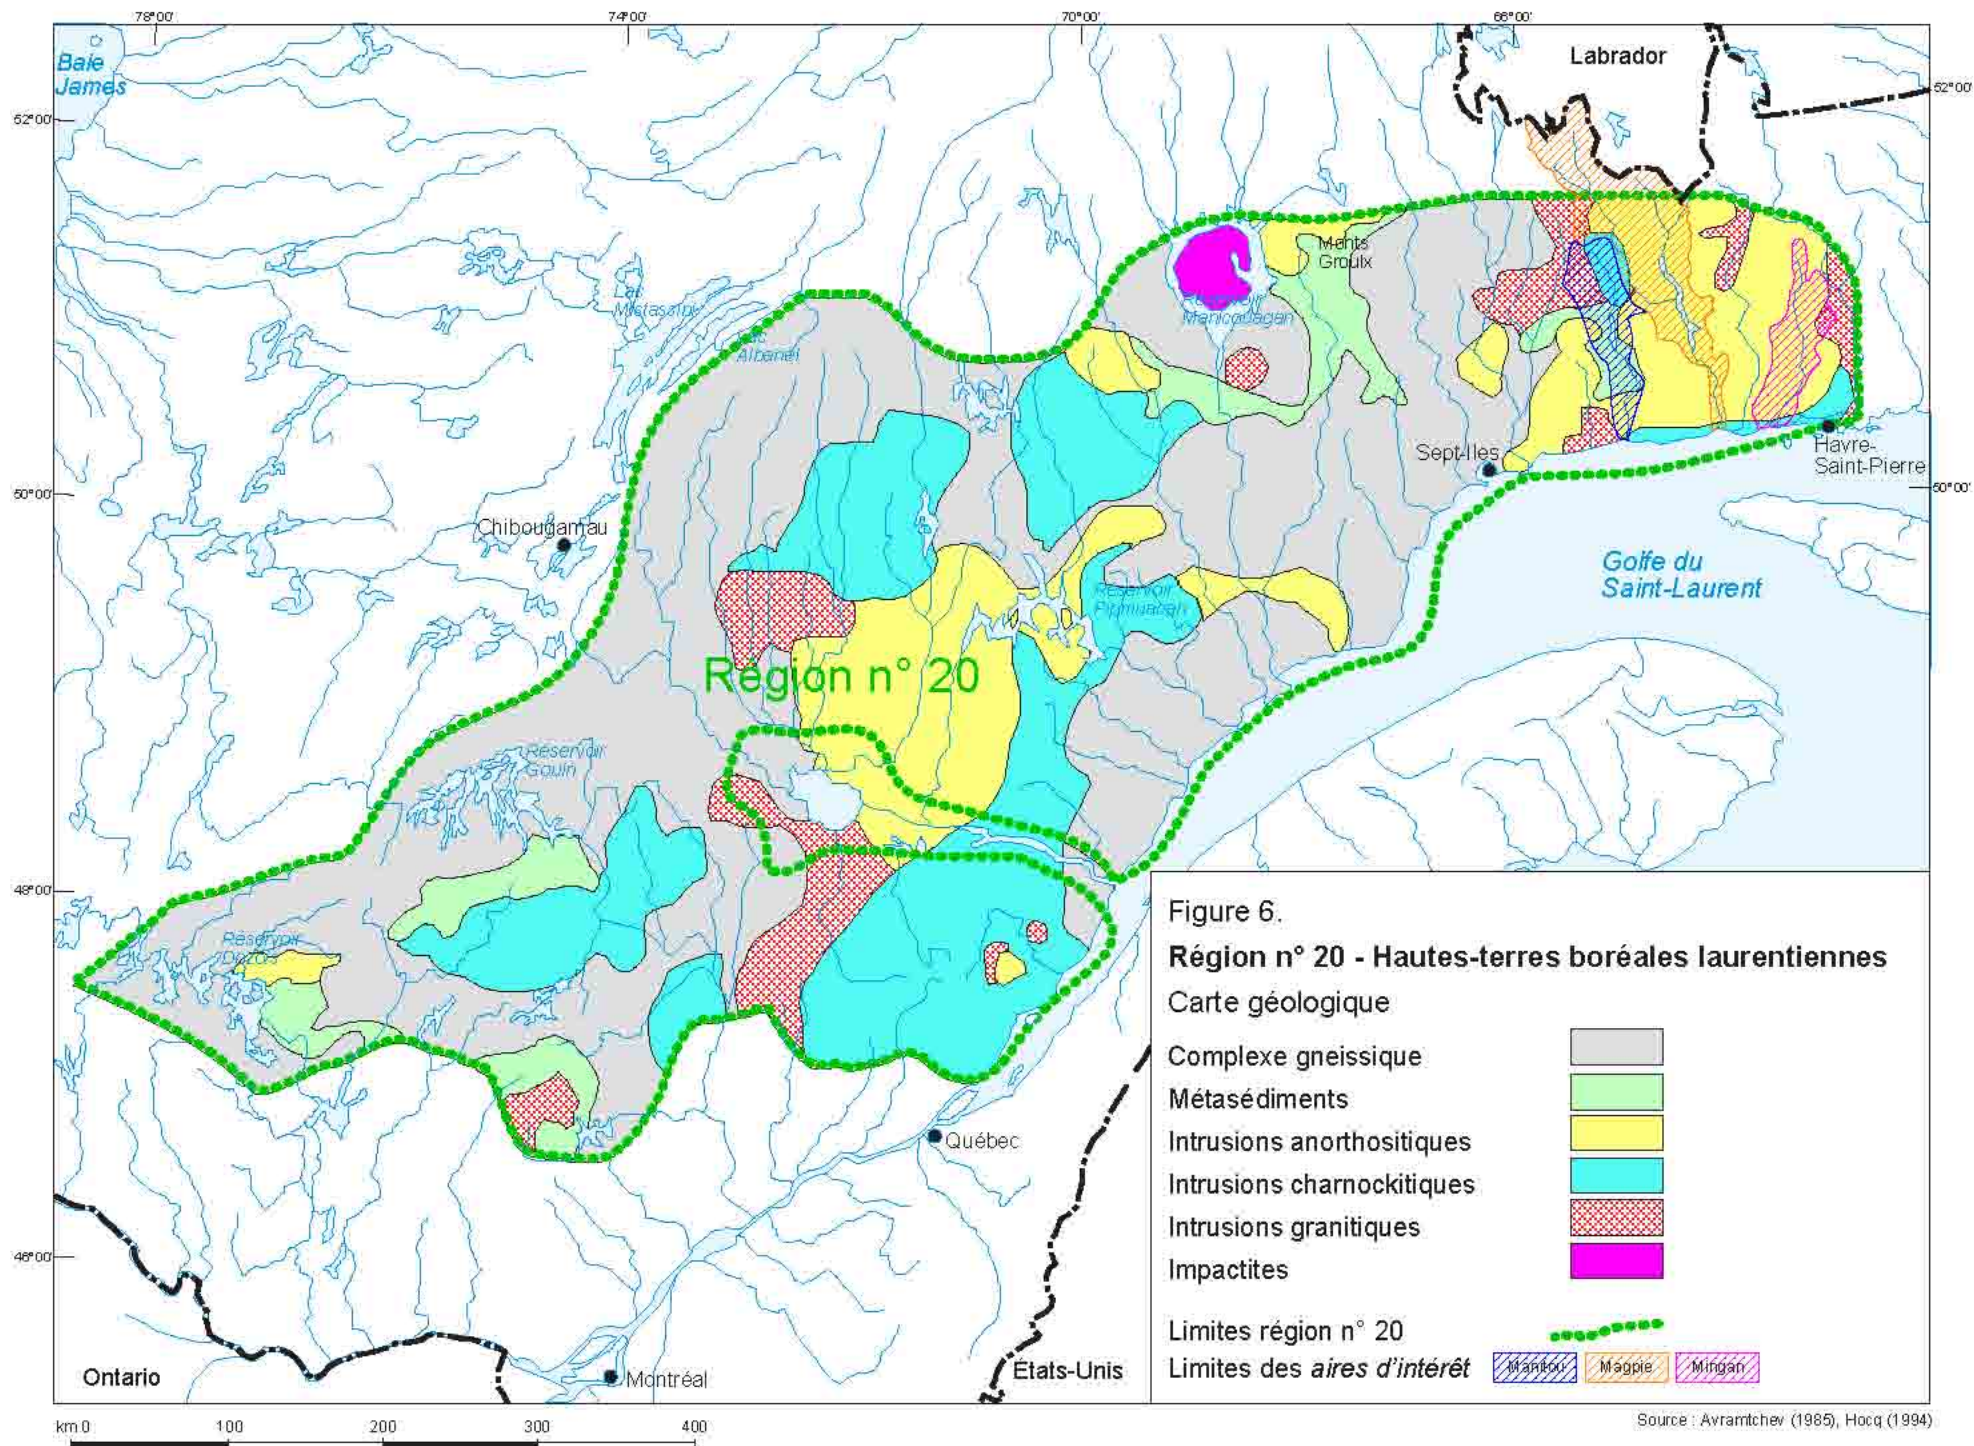 78°00'
74°00'
70°00'
66°00'
Baie
James
Labrador
52°00'
52°00'
Monts
Groulx
Lac
Mistassini
Réservoir
Manicouagan
Lac
Albanel
Sept-Iles
Havre-
Saint-Pierre
50°00'
50°00'
Chibougamau
Golfe du
Saint-Laurent
Réservoir
Pipmuacan
Région n° 20
Réservoir
Gouin
48°00'
Réservoir
Dozois
Québec
46°00'
Ontario
Montréal
États-Unis
Figure 6.
Région n° 20 - Hautes-terres boréales laurentiennes
Carte géologique
Complexe gneissique
Métasédiments
Intrusions anorthositiques
Intrusions charnockitiques
Intrusions granitiques
Impactites
Limites région n° 20
Limites des aires d'intérêt Manitou Magpie Mingan
km 0 100 200 300 400
Source : Avramtchev (1985), Hocq (1994)